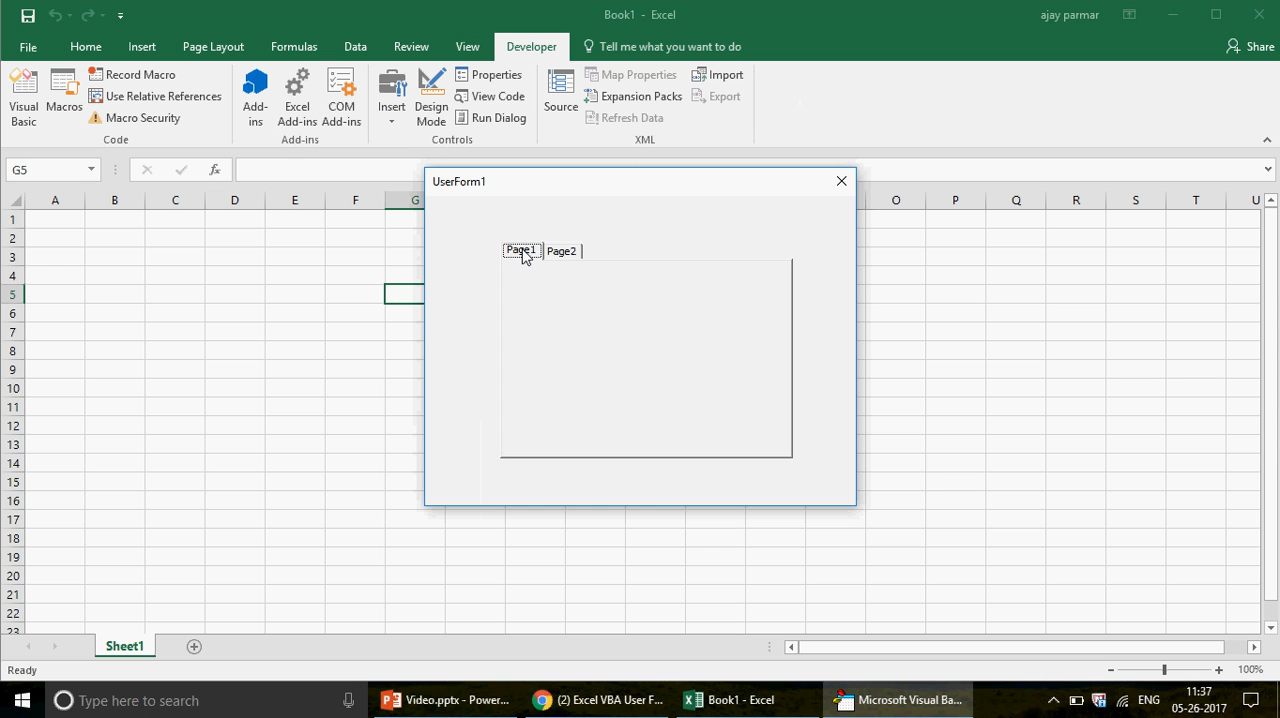 Book1 - Excel
ajay parmar
File Home Insert Page Layout Formulas Data Review View Developer Tell me what you want to do Share
Visual Basic
Macros
Record Macro
Use Relative References
Macro Security
Code
Add-ins
Excel Add-ins
COM Add-ins
Add-ins
Insert
Design Mode
Properties
View Code
Run Dialog
Controls
Source
Map Properties
Expansion Packs
Refresh Data
Import
Export
XML
G5
fx
A B C D E F G O P Q R S T U
UserForm1
Page1 Page2
1
2
3
4
5
6
7
8
9
10
11
12
13
14
15
16
17
18
19
20
21
22
23
Sheet1
Ready
100%
Type here to search
Video.pptx - Power...
(2) Excel VBA User F...
Book1 - Excel
Microsoft Visual Ba...
ENG
11:37
05-26-2017